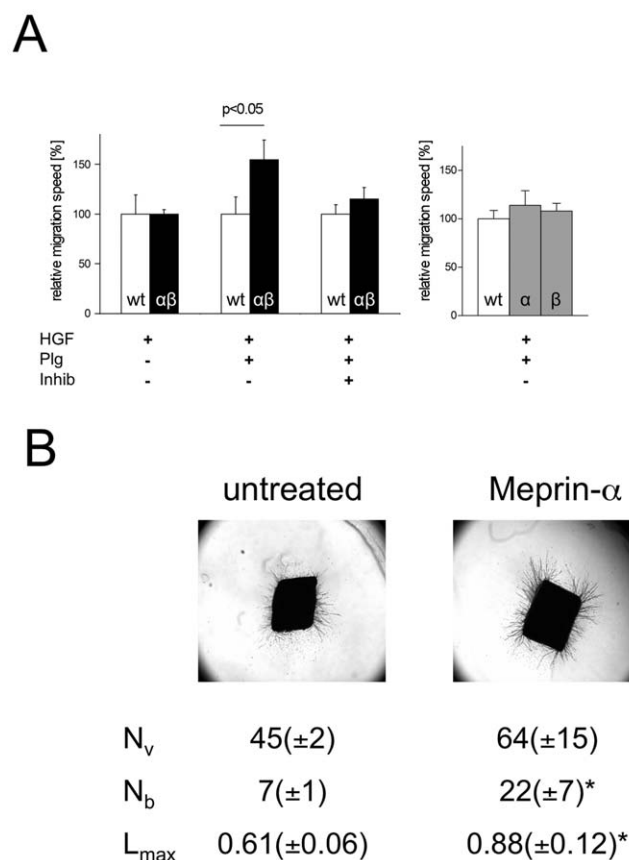 A
p<0.05
relative migration speed [%]
150
100
50
0
wt αβ wt αβ wt αβ
HGF + + +
Plg - + +
Inhib - - +
relative migration speed [%]
150
100
50
0
wt α β
+
+
-
B
untreated Meprin-α
Nv 45(±2) 64(±15)
Nb 7(±1) 22(±7)*
Lmax 0.61(±0.06) 0.88(±0.12)*